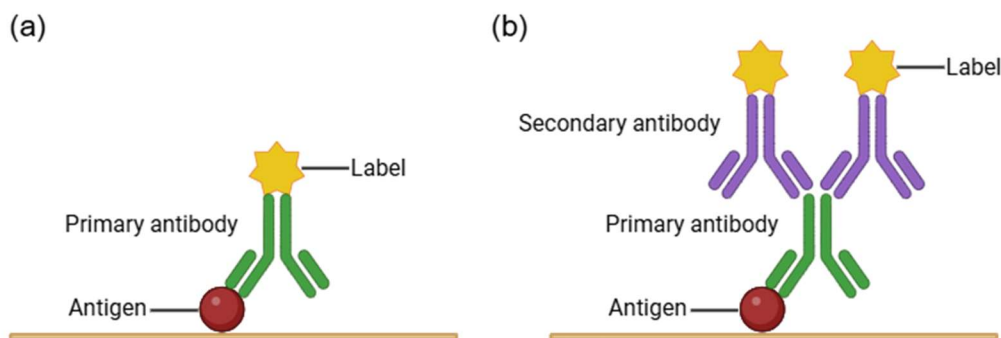 (a)
Label
Primary antibody
Antigen
(b)
Label
Secondary antibody
Primary antibody
Antigen